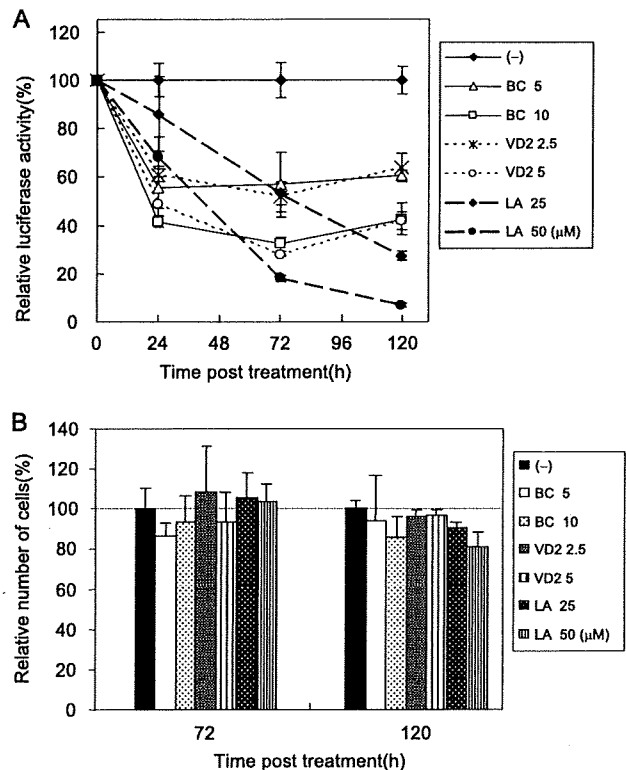 A
Relative luciferase activity(%)
120
100
80
60
40
20
0
0 24 48 72 96 120
Time post treatment(h)
(−)
BC 5
BC 10
VD2 2.5
VD2 5
LA 25
LA 50 (μM)
B
Relative number of cells(%)
140
120
100
80
60
40
20
0
72 120
Time post treatment(h)
(−)
BC 5
BC 10
VD2 2.5
VD2 5
LA 25
LA 50 (μM)